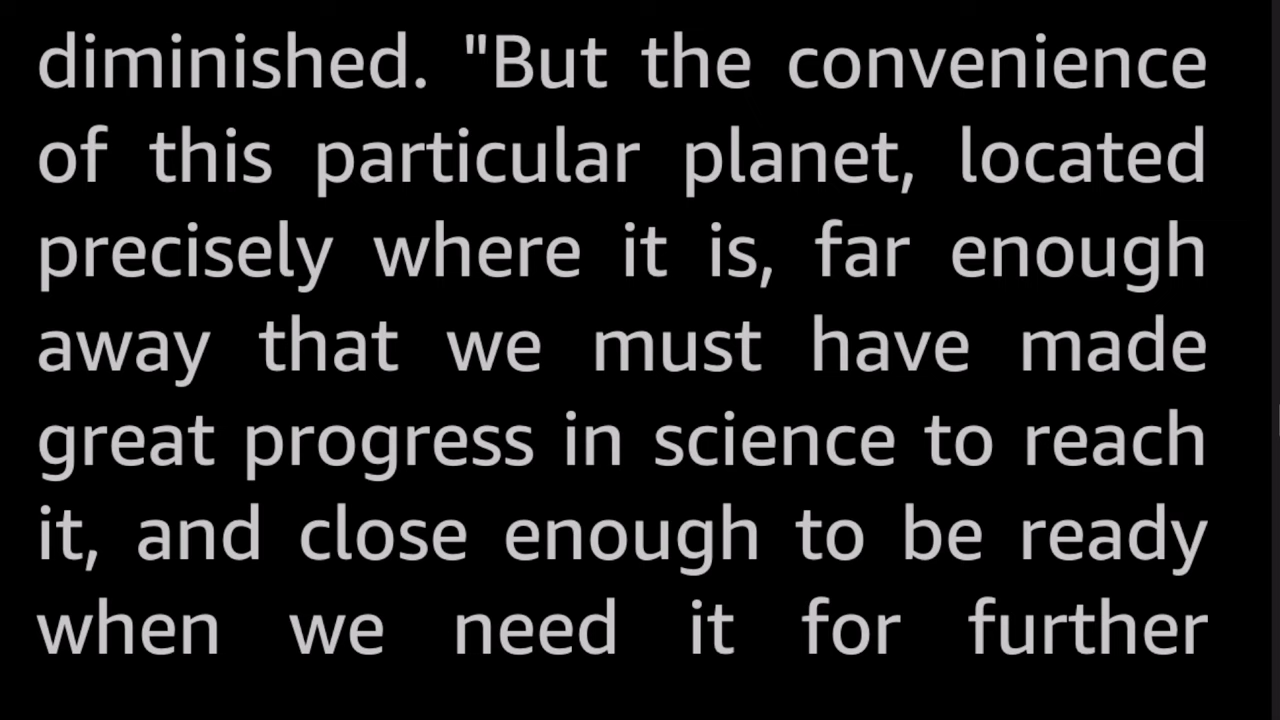 diminished. "But the convenience
of this particular planet, located
precisely where it is, far enough
away that we must have made
great progress in science to reach
it, and close enough to be ready
when we need it for further